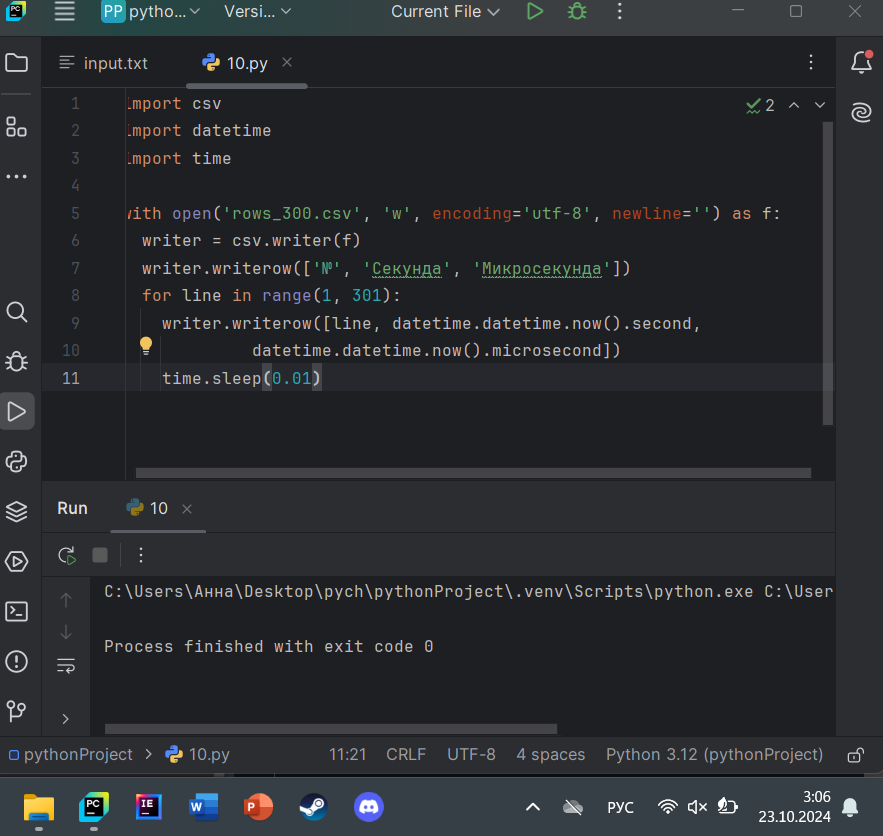 PC
PP pytho... Versi... Current File
input.txt 10.py
1 import csv 2
2 import datetime
3 import time
4
5 with open('rows_300.csv', 'w', encoding='utf-8', newline='') as f:
6 writer = csv.writer(f)
7 writer.writerow(['№', 'Секунда', 'Микросекунда'])
8 for line in range(1, 301):
9 writer.writerow([line, datetime.datetime.now().second,
10 datetime.datetime.now().microsecond])
11 time.sleep(0.01)
Run 10
C:\Users\Анна\Desktop\pych\pythonProject\.venv\Scripts\python.exe C:\User
Process finished with exit code 0
pythonProject > 10.py 11:21 CRLF UTF-8 4 spaces Python 3.12 (pythonProject)
PC IE W P РУС 3:06
23.10.2024